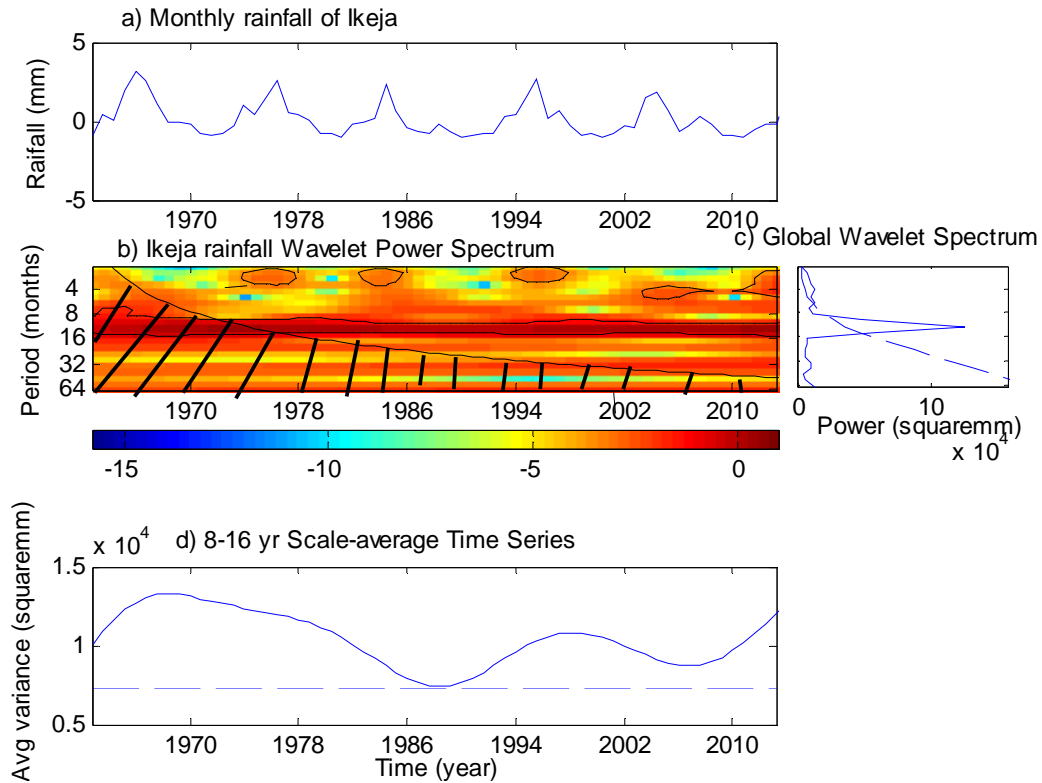 a) Monthly rainfall of Ikeja
5
0
-5
Raifall (mm)
1970 1978 1986 1994 2002 2010
b) Ikeja rainfall Wavelet Power Spectrum
c) Global Wavelet Spectrum
4
8
16
32
64
Period (months)
1970 1978 1986 1994 2002 2010
0 10
Power (squaremm)
x 10^4
-15 -10 -5 0
x 10^4
d) 8-16 yr Scale-average Time Series
1.5
1
0.5
Avg variance (squaremm)
1970 1978 1986 1994 2002 2010
Time (year)